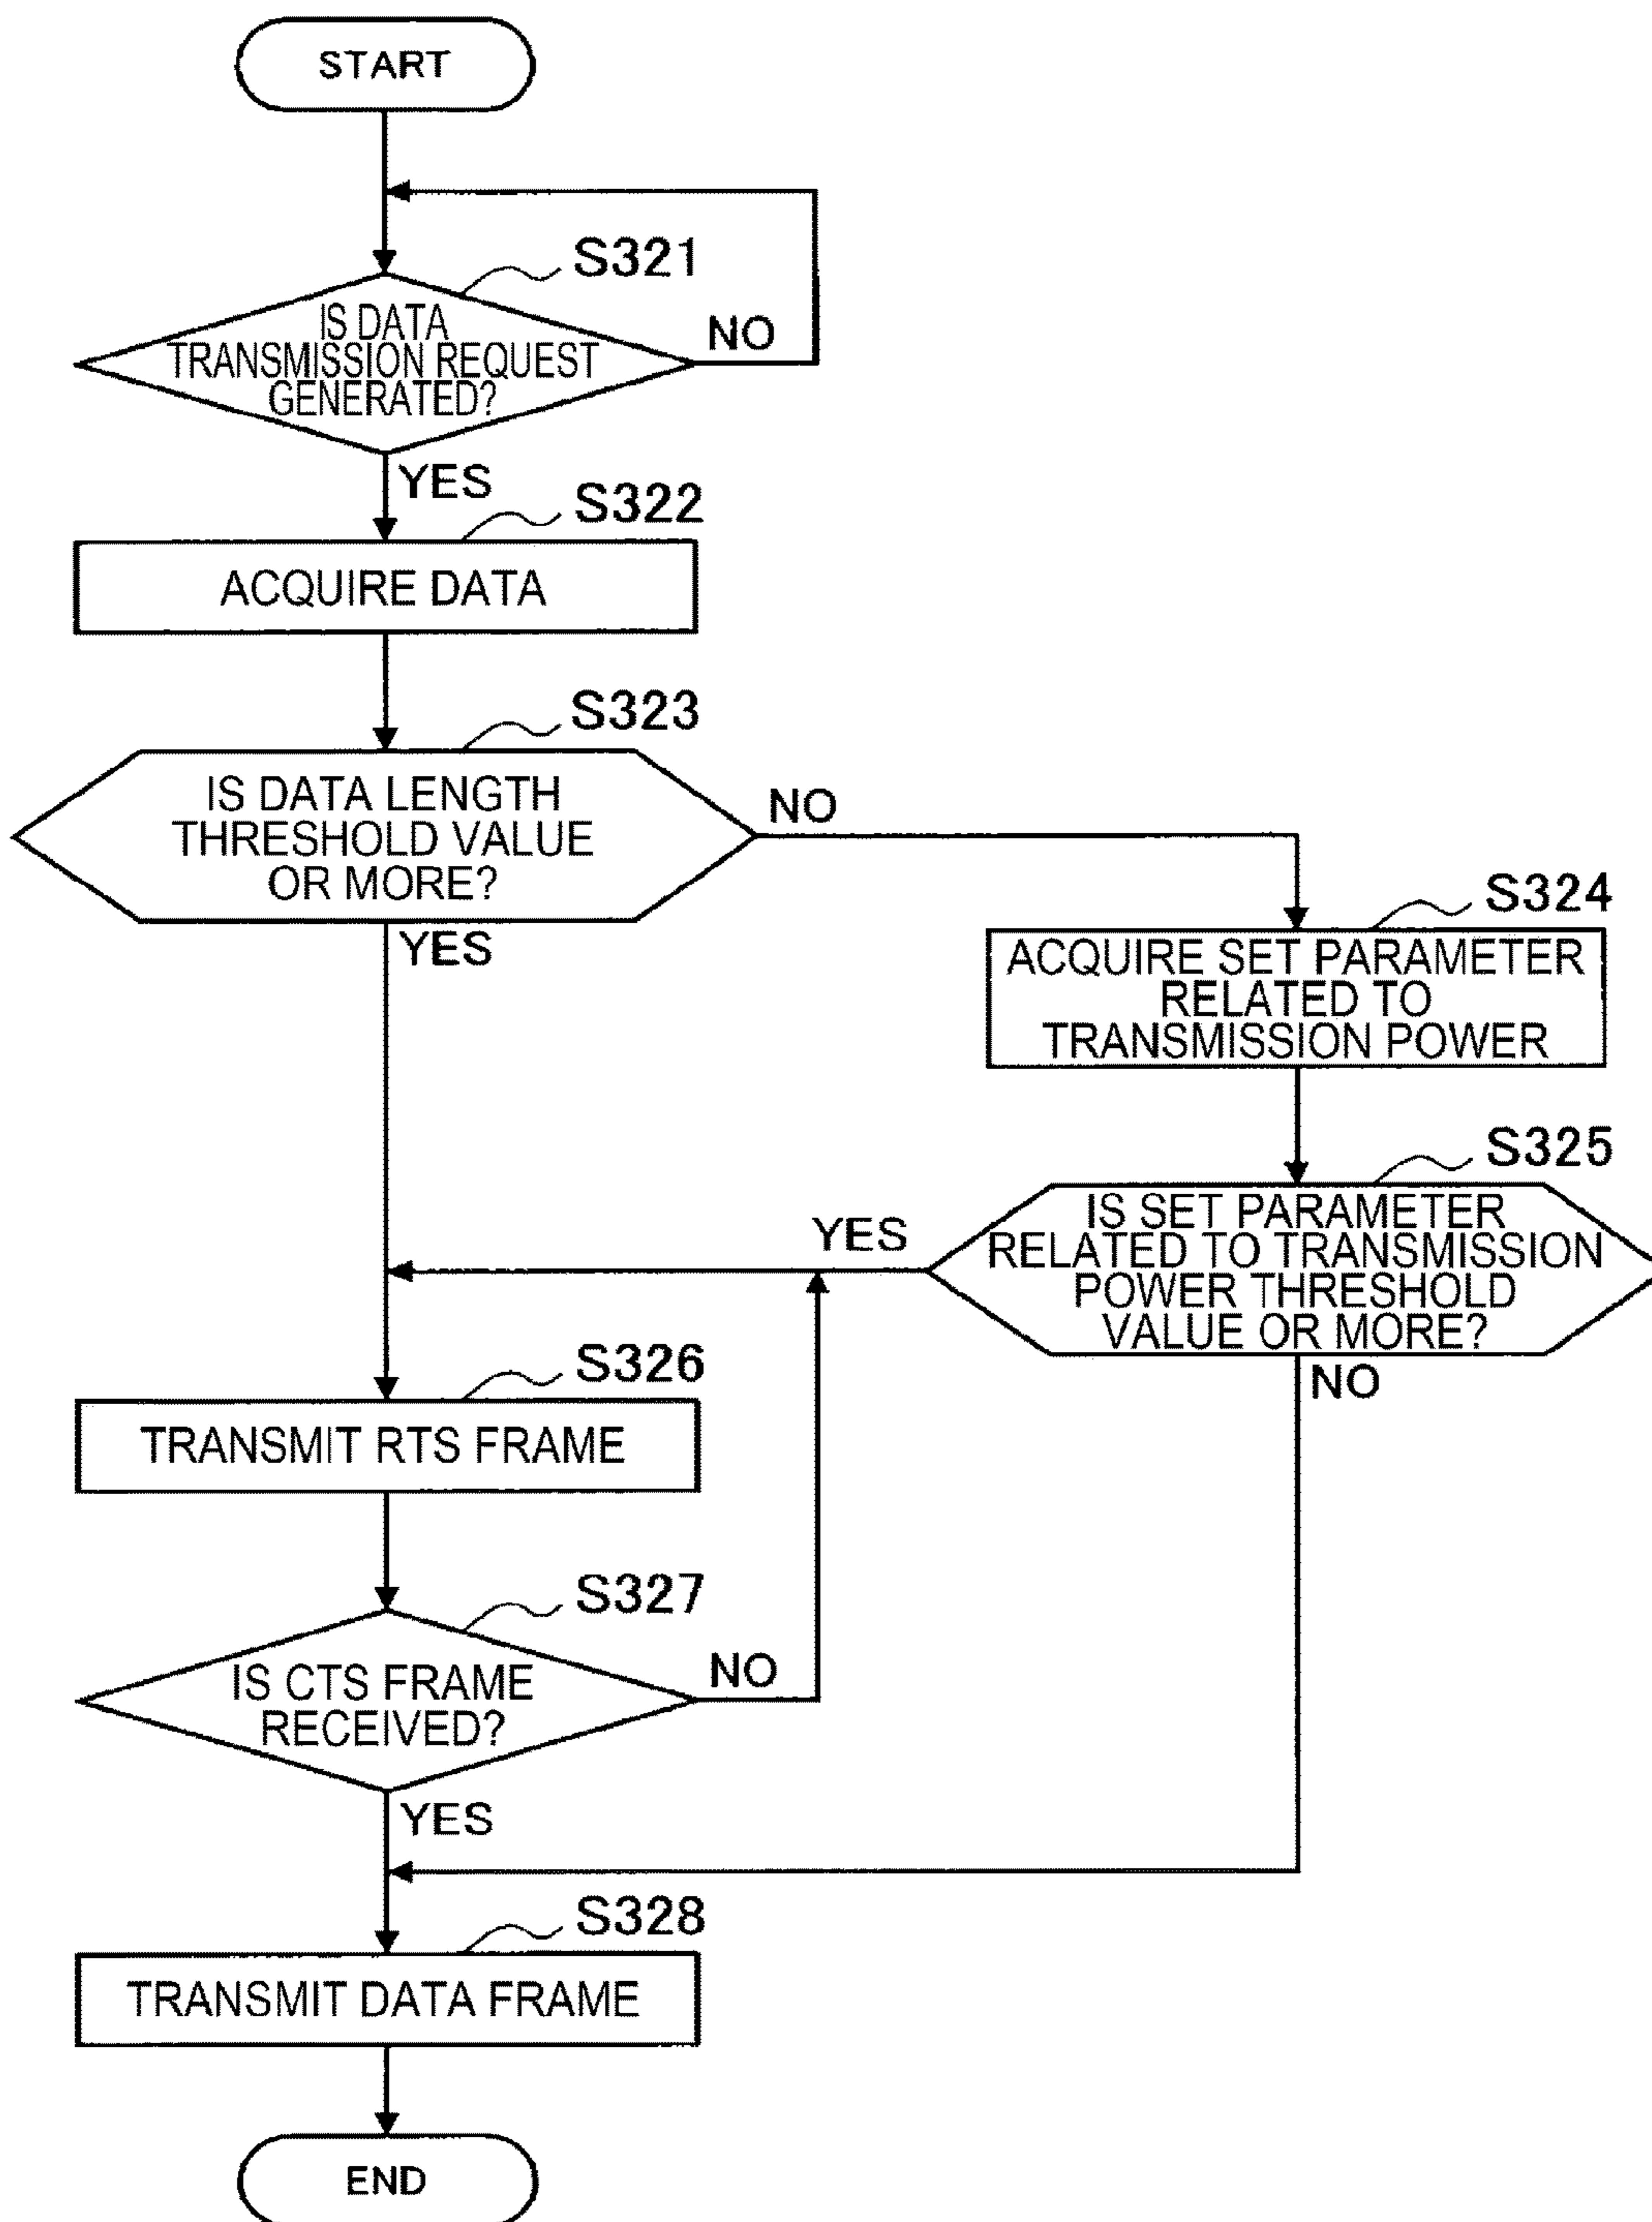 START
S321
IS DATA
TRANSMISSION REQUEST
GENERATED?
NO
YES
S322
ACQUIRE DATA
S323
IS DATA LENGTH
THRESHOLD VALUE
OR MORE?
NO
YES
S324
ACQUIRE SET PARAMETER
RELATED TO
TRANSMISSION POWER
S325
IS SET PARAMETER
RELATED TO TRANSMISSION
POWER THRESHOLD
VALUE OR MORE?
YES
NO
S326
TRANSMIT RTS FRAME
S327
IS CTS FRAME
RECEIVED?
NO
YES
S328
TRANSMIT DATA FRAME
END